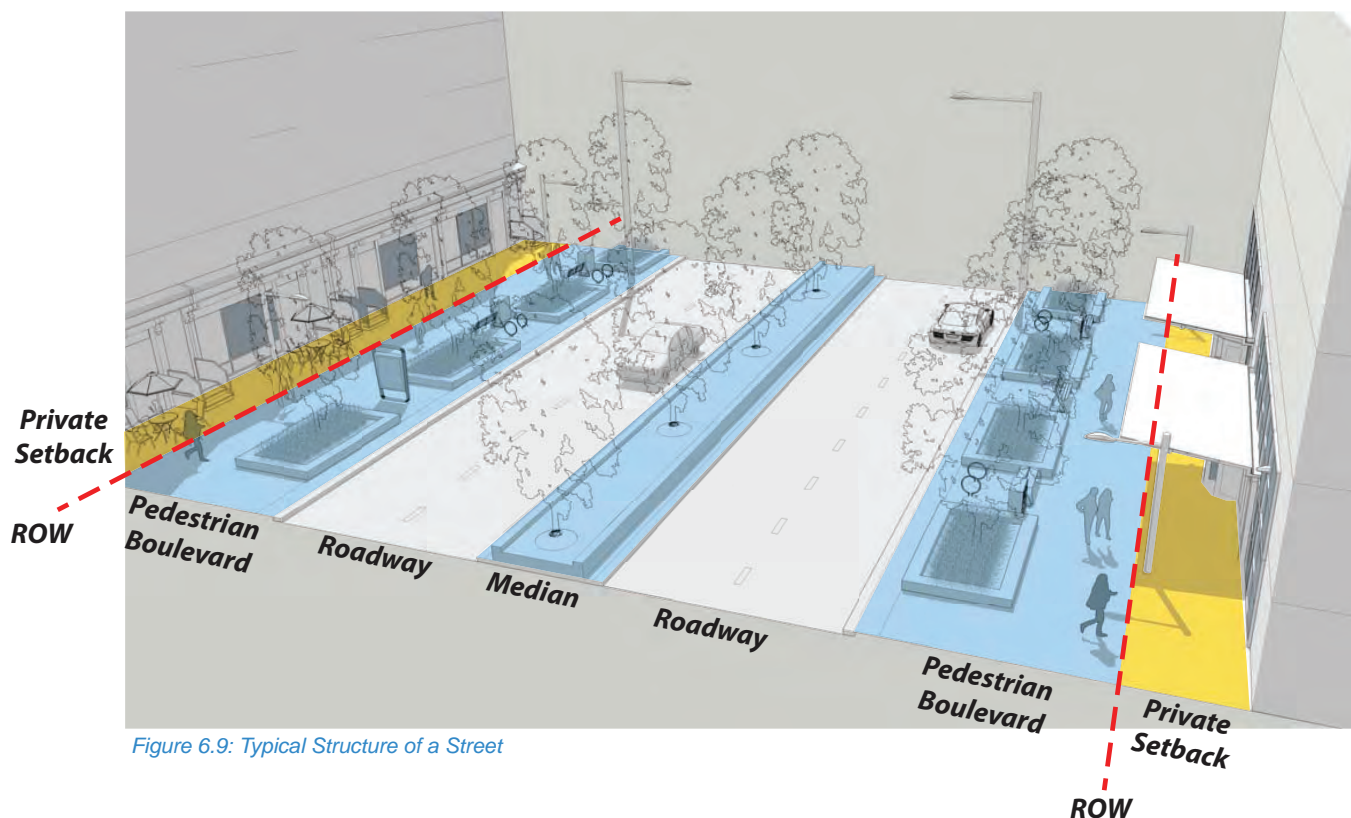 Private
Setback
ROW
Pedestrian
Boulevard
Roadway
Median
Roadway
Pedestrian
Boulevard
Private
Setback
ROW
Figure 6.9: Typical Structure of a Street